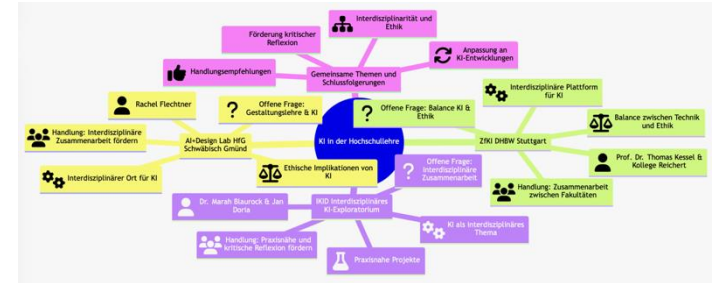 Interdisziplinarität und
Ethik
Förderung kritischer
Reflexion
Anpassung an
KI-Entwicklungen
Handlungsempfehlungen
Gemeinsame Themen und
Schlussfolgerungen
Interdisziplinäre Plattform
für KI
Rachel Flechtner
Offene Frage:
Gestaltungslehre & KI
Offene Frage: Balance KI &
Ethik
Balance zwischen Technik
und Ethik
Handlung: Interdisziplinäre
Zusammenarbeit fördern
AI+Design Lab HfG
Schwäbisch Gmünd
KI in der Hochschullehre
ZfKI DHBW Stuttgart
Prof. Dr. Thomas Kessel &
Kollege Reichert
Interdisziplinärer Ort für KI
Ethische Implikationen von
KI
Offene Frage:
Interdisziplinäre
Zusammenarbeit
Handlung: Zusammenarbeit
zwischen Fakultäten
Dr. Marah Blaurock & Jan
Doria
IKID Interdisziplinäres
KI-Exploratorium
KI als interdisziplinäres
Thema
Handlung: Praxisnähe und
kritische Reflexion fördern
Praxisnahe Projekte